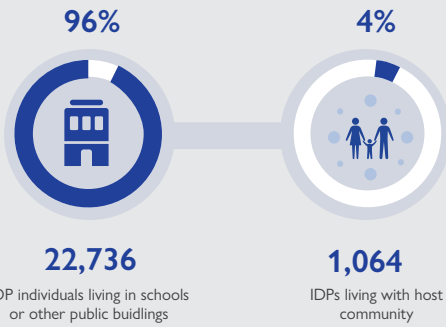 96%
4%
22,736
1,064
DP individuals living in schools
or other public buidlings
IDPs living with host
community